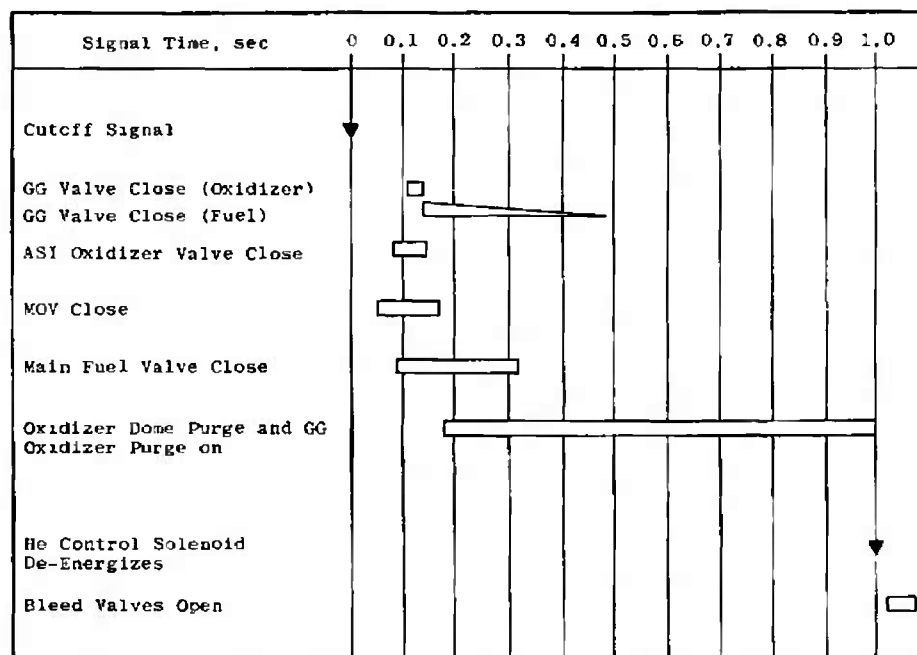 Signal Time, sec 0 0.1 0.2 0.3 0.4 0.5 0.6 0.7 0.8 0.9 1.0
Cutoff Signal
GG Valve Close (Oxidizer)
GG Valve Close (Fuel)
ASI Oxidizer Valve Close
MOV Close
Main Fuel Valve Close
Oxidizer Dome Purge and GG
Oxidizer Purge on
He Control Solenoid
De-Energizes
Bleed Valves Open